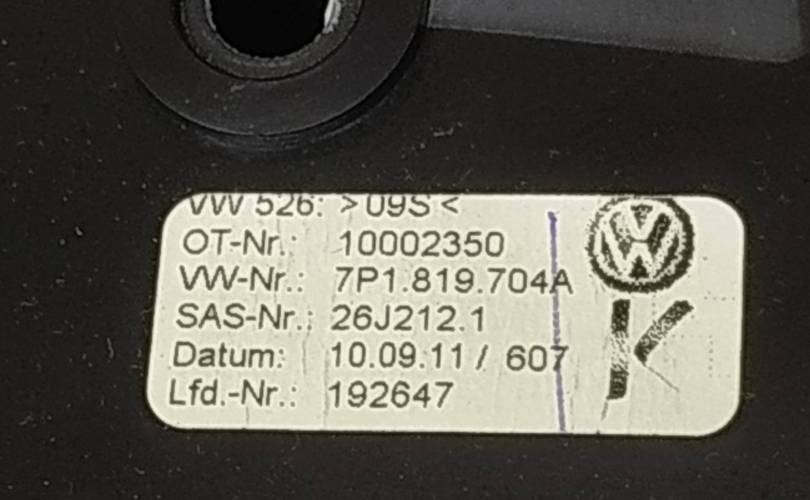 VW 526: >09S<
OT-Nr.: 10002350
VW-Nr.: 7P1.819.704A
SAS-Nr.: 26J212.1
Datum: 10.09.11 / 607
Lfd.-Nr.: 192647
K